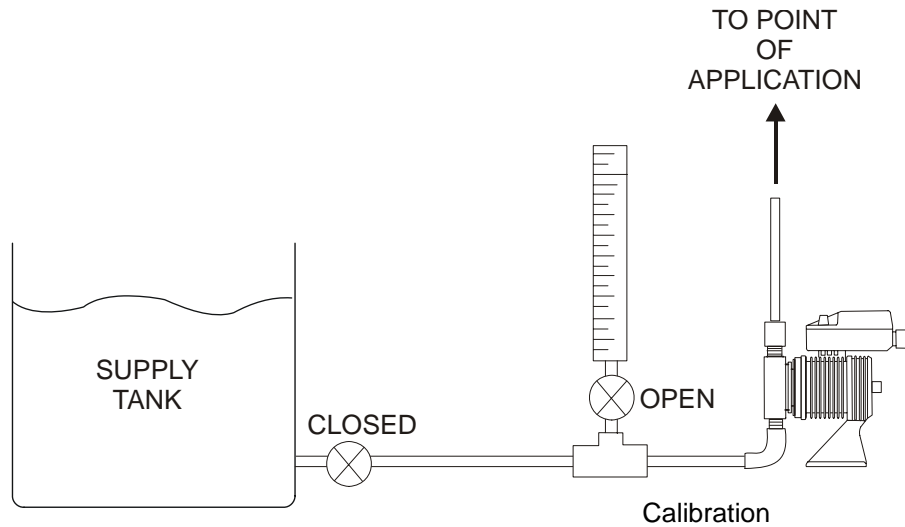 TO POINT
OF
APPLICATION
SUPPLY
TANK
OPEN
CLOSED
Calibration